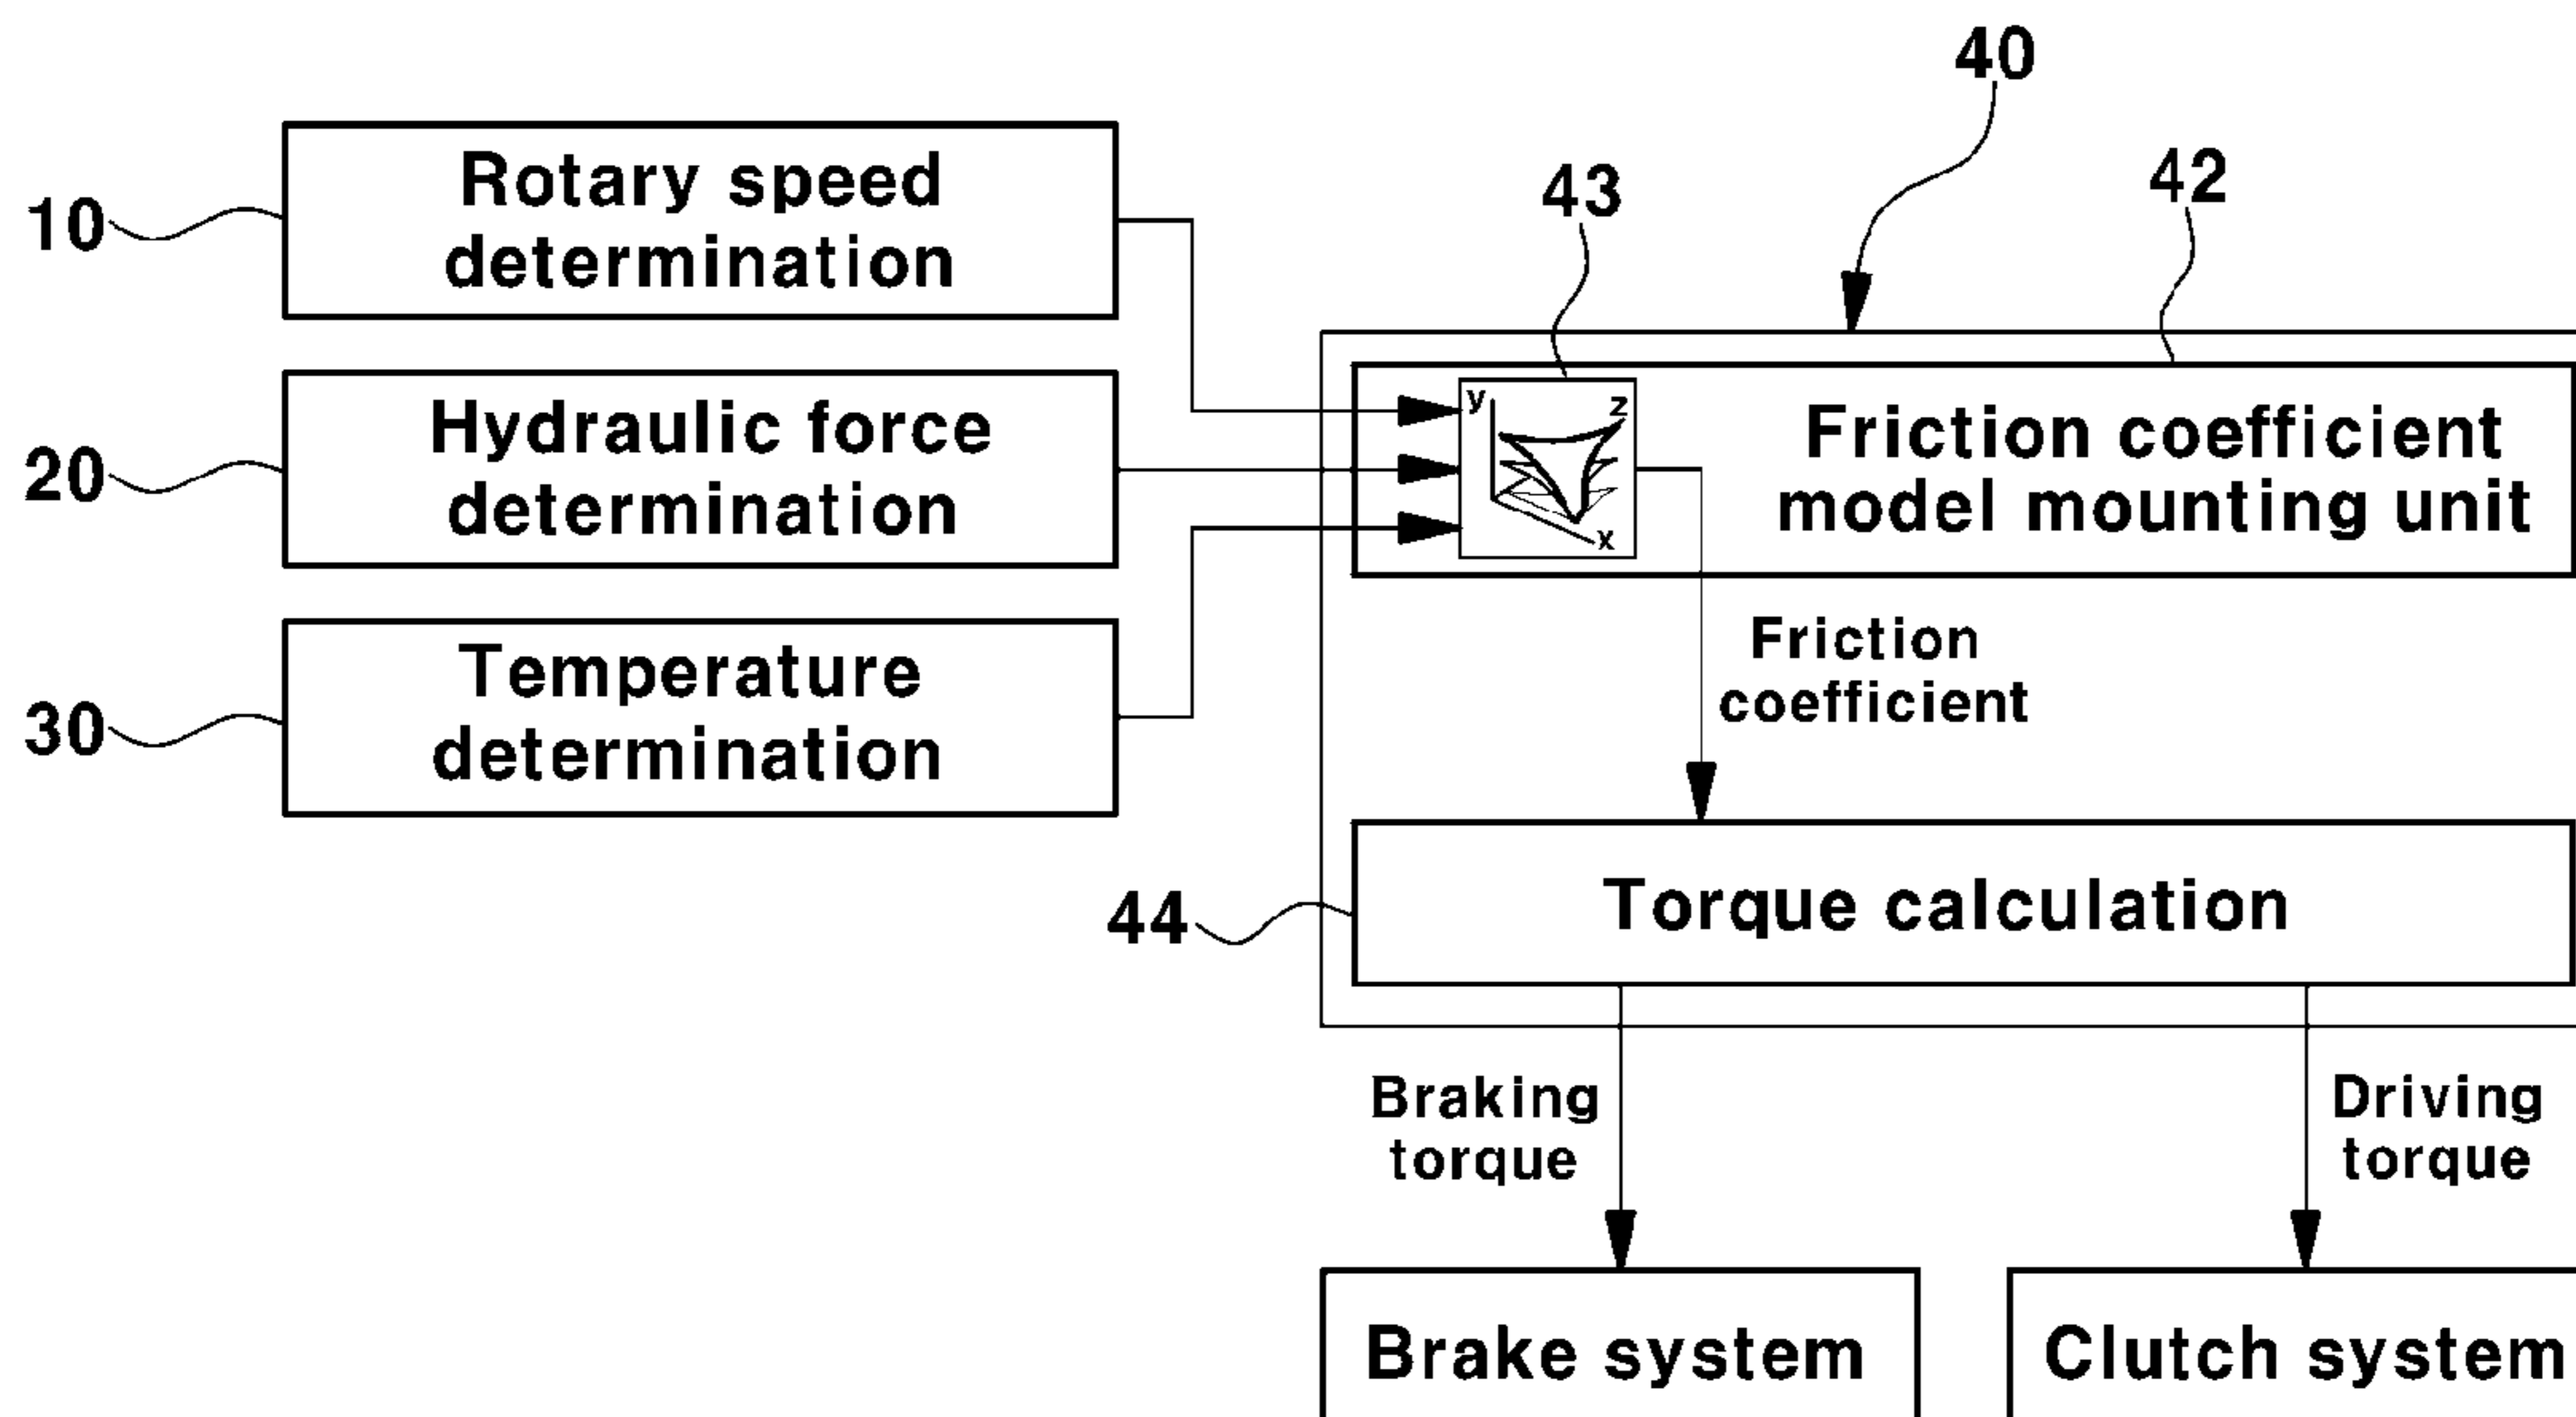 40
10
Rotary speed
determination
43
42
20
Hydraulic force
determination
y
z
x
Friction coefficient
model mounting unit
30
Temperature
determination
Friction
coefficient
44
Torque calculation
Braking
torque
Driving
torque
Brake system
Clutch system